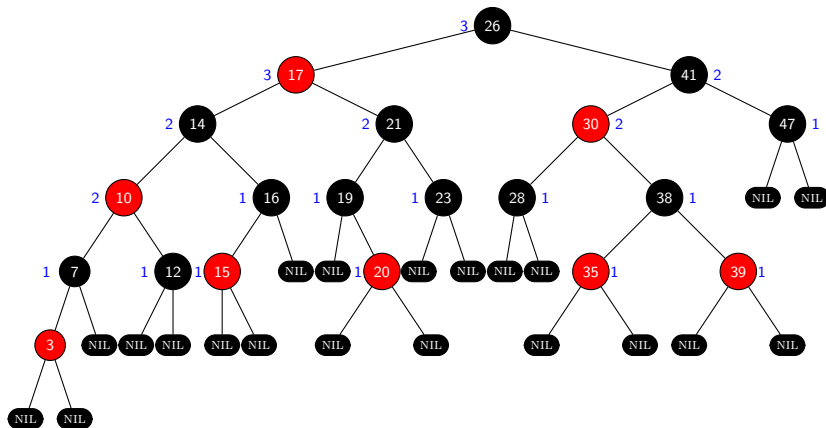 3 26
3 17 41 2
2 14 2 21 30 2 47 1
2 10 1 16 1 19 1 23 28 1 38 1 NIL NIL
1 7 1 12 1 15 NIL NIL 1 20 NIL NIL NIL NIL 35 1 39 1
3 NIL NIL NIL NIL NIL NIL NIL NIL NIL NIL NIL
NIL NIL